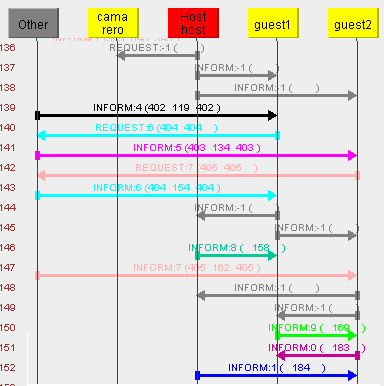 Other
cama
rero
Host
host
guest1
guest2
136
REQUEST:-1 ( )
137
INFORM:-1 ( )
138
INFORM:-1 ( )
139
INFORM:4 (402 119 402 )
140
REQUEST:6 (404 404 )
141
INFORM:5 (403 134 403 )
142
REQUEST:7 (405 405 )
143
INFORM:6 (404 154 404 )
144
INFORM:-1 ( )
145
INFORM:-1 ( )
146
INFORM:8 ( 158 )
147
INFORM:7 (405 162 405 )
148
INFORM:-1 ( )
149
INFORM:-1 ( )
150
INFORM:9 ( 169 )
151
INFORM:0 ( 183 )
152
INFORM:1 ( 184 )